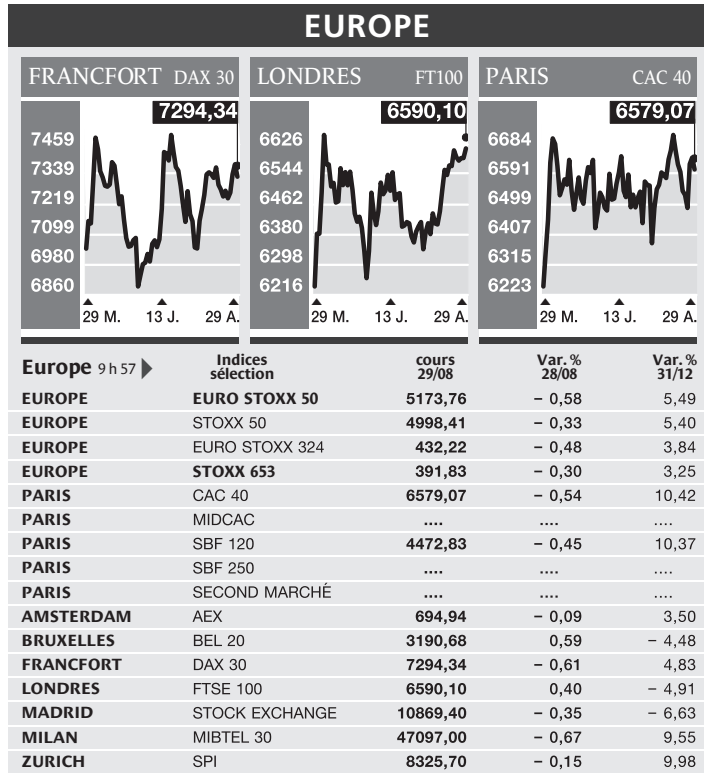 EUROPE
FRANCFORT DAX 30
7294,34
7459
7339
7219
7099
6980
6860
29 M. 13 J. 29 A.
LONDRES FT100
6590,10
6626
6544
6462
6380
6298
6216
29 M. 13 J. 29 A.
PARIS CAC 40
6579,07
6684
6591
6499
6407
6315
6223
29 M. 13 J. 29 A.
Europe 9 h 57 Indices sélection cours 29/08 Var. % 28/08 Var. % 31/12
EUROPE EURO STOXX 50 5173,76 – 0,58 5,49
EUROPE STOXX 50 4998,41 – 0,33 5,40
EUROPE EURO STOXX 324 432,22 – 0,48 3,84
EUROPE STOXX 653 391,83 – 0,30 3,25
PARIS CAC 40 6579,07 – 0,54 10,42
PARIS MIDCAC .... .... ....
PARIS SBF 120 4472,83 – 0,45 10,37
PARIS SBF 250 .... .... ....
PARIS SECOND MARCHÉ .... .... ....
AMSTERDAM AEX 694,94 – 0,09 3,50
BRUXELLES BEL 20 3190,68 0,59 – 4,48
FRANCFORT DAX 30 7294,34 – 0,61 4,83
LONDRES FTSE 100 6590,10 0,40 – 4,91
MADRID STOCK EXCHANGE 10869,40 – 0,35 – 6,63
MILAN MIBTEL 30 47097,00 – 0,67 9,55
ZURICH SPI 8325,70 – 0,15 9,98